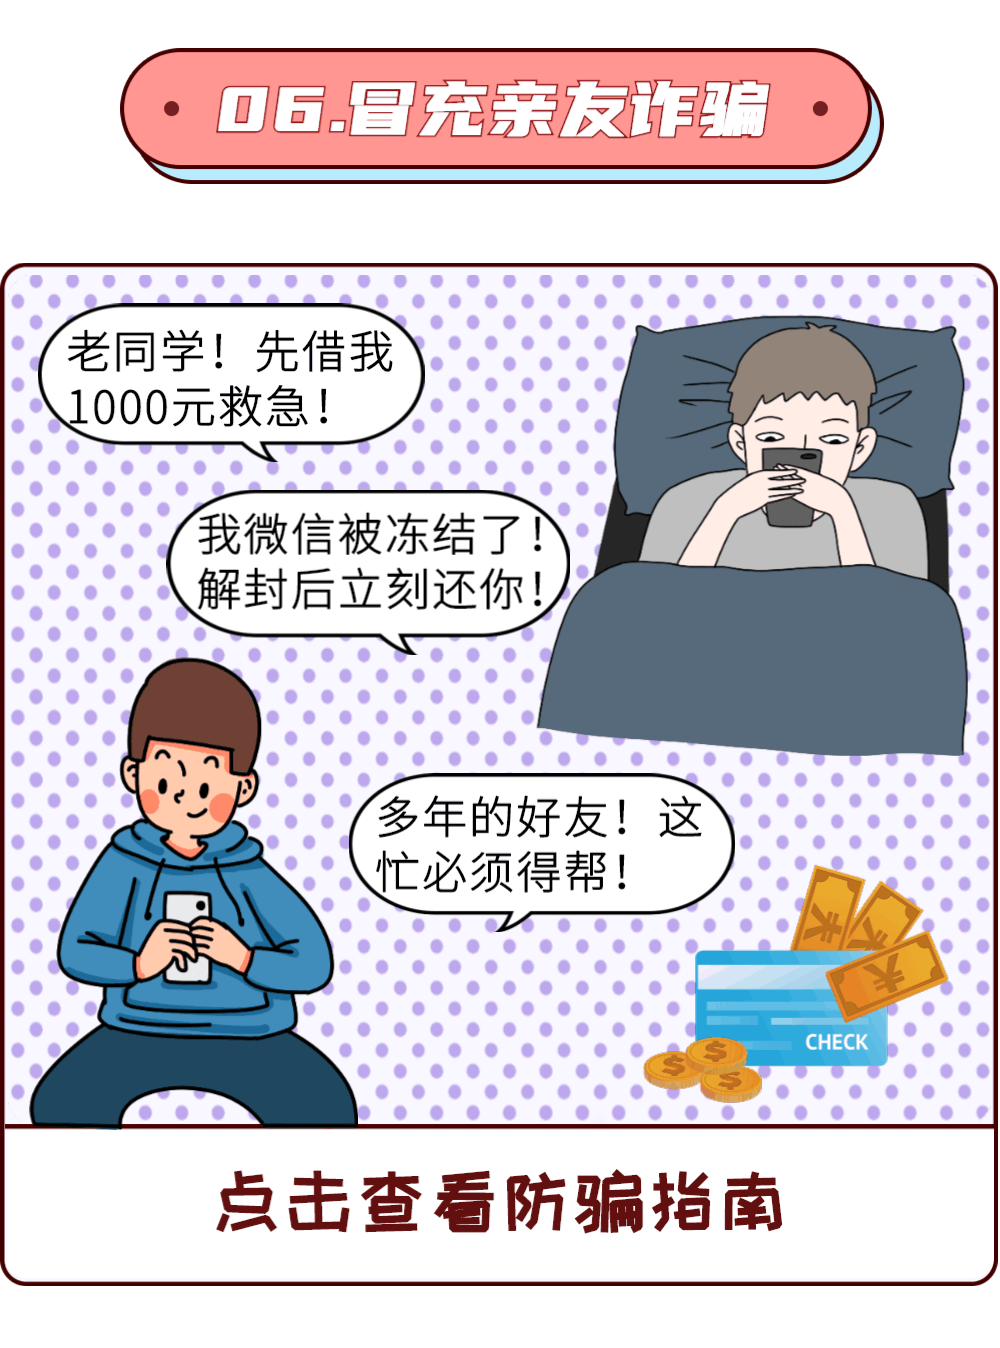 06.冒充亲友诈骗
老同学！先借我
1000元救急！
我微信被冻结了！
解封后立刻还你！
多年的好友！这
忙必须得帮！
CHECK
点击查看防骗指南